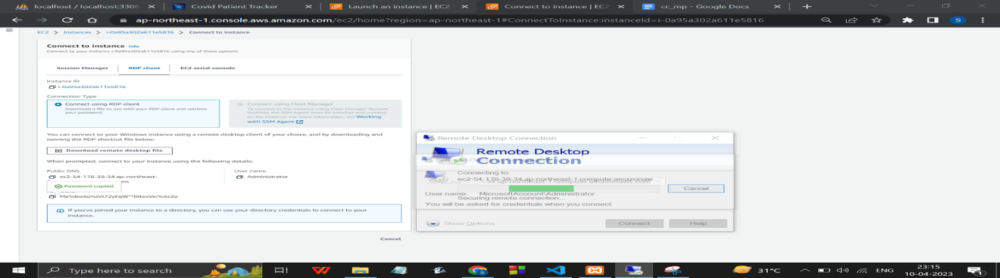 localhost / localhost:3306
Covid Patient Tracker
Launch an instance | EC2
Connect to instance | EC2
cc_mp - Google Docs
ap-northeast-1.console.aws.amazon.com/ec2/home?region=ap-northeast-1#ConnectToInstance:instanceId=i-0a95a302a611e5816
S
EC2 > Instances > i-0a95a302a611e5816 > Connect to instance
Connect to instance Info
Connect to your instance i-0a95a302a611e5816 using any of these options
Session Manager
RDP client
EC2 serial console
Instance ID
i-0a95a302a611e5816
Connection Type
Connect using RDP client
Download a file to use with your RDP client and retrieve
your password.
Connect using Fleet Manager
To connect to the instance using Fleet Manager Remote
Desktop, the SSM Agent must be installed and running
on the instance. For more information, see Working
with SSM Agent
You can connect to your Windows instance using a remote desktop client of your choice, and by downloading and
running the RDP shortcut file below:
Download remote desktop file
When prompted, connect to your instance using the following details:
Public DNS
ec2-54-178-39-34.ap-northeast-
User name
Administrator
Password copied
If you've joined your instance to a directory, you can use your directory credentials to connect to your
instance.
Cancel
Remote Desktop Connection
Remote Desktop
Connection
Connecting to:
ec2-54-178-39-34.ap-northeast-1.compute.amazonaw
Cancel
User name: MicrosoftAccount\Administrator
Securing remote connection...
You will be asked for credentials when you connect.
Show Options
Connect
Help
Type here to search
31°C
ENG
23:15
10-04-2023
1